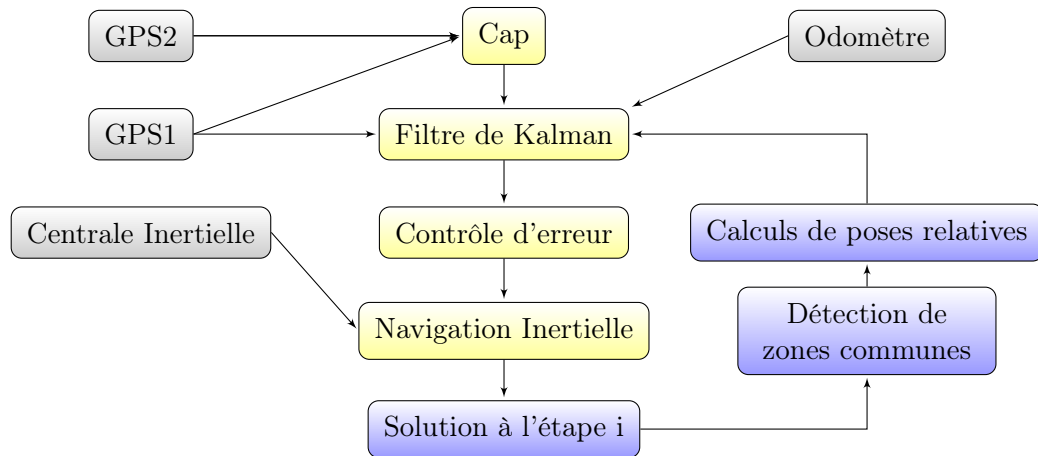 GPS2
Cap
Odomètre
GPS1
Filtre de Kalman
Centrale Inertielle
Contrôle d'erreur
Calculs de poses relatives
Navigation Inertielle
Détection de
zones communes
Solution à l'étape i